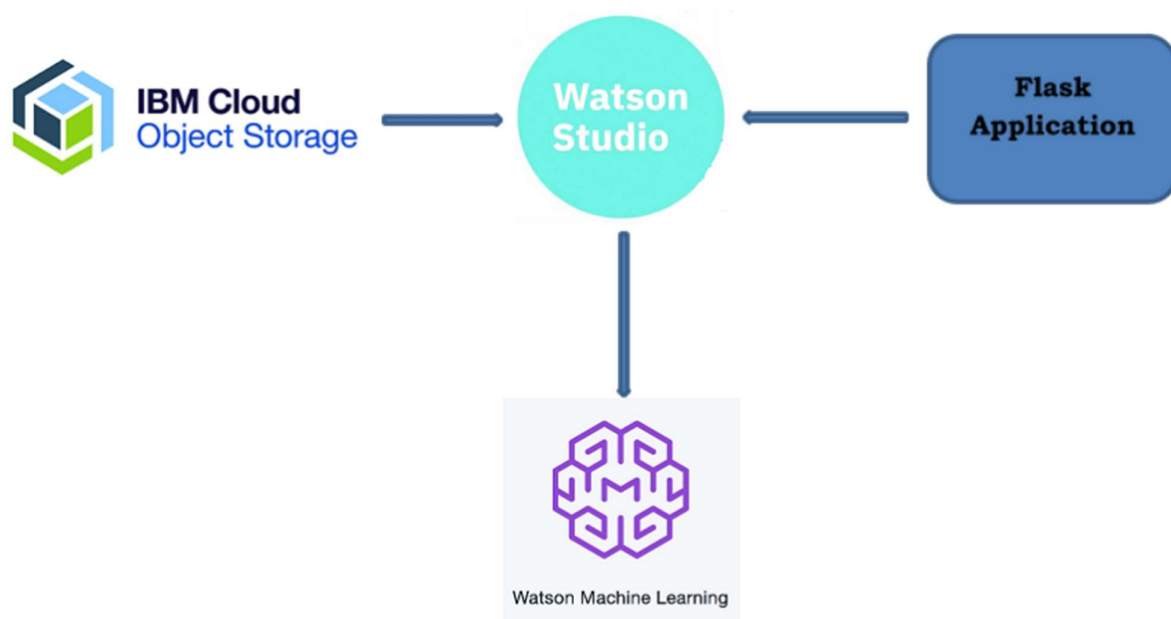 IBM Cloud
Object Storage
Watson
Studio
Flask
Application
Watson Machine Learning